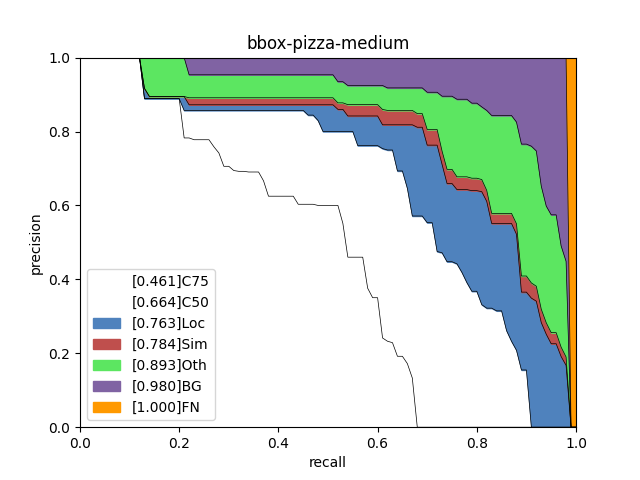 bbox-pizza-medium
1.0
0.8
0.6
0.4
0.2
0.0
precision
[0.461]C75
[0.664]C50
[0.763]Loc
[0.784]Sim
[0.893]Oth
[0.980]BG
[1.000]FN
0.0 0.2 0.4 0.6 0.8 1.0
recall